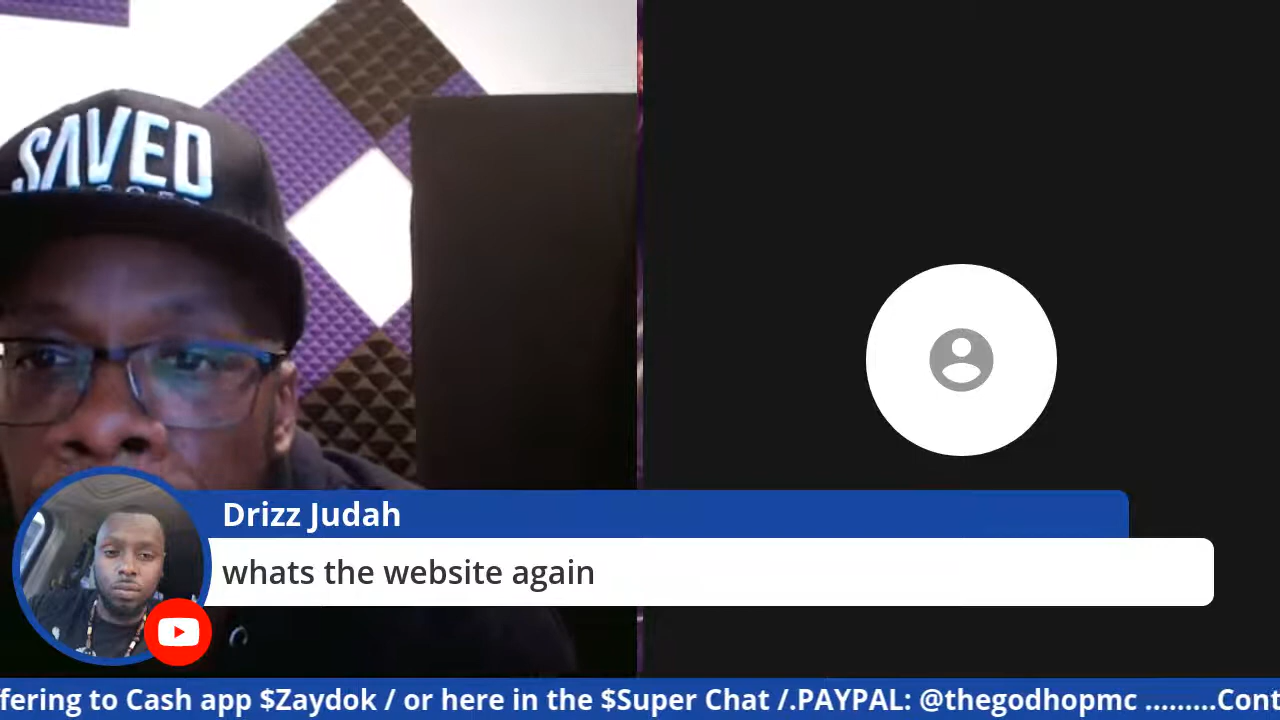 SAVED
Drizz Judah
whats the website again
fering to Cash app $Zaydok / or here in the $Super Chat /.PAYPAL: @thegodhopmc .........Cont